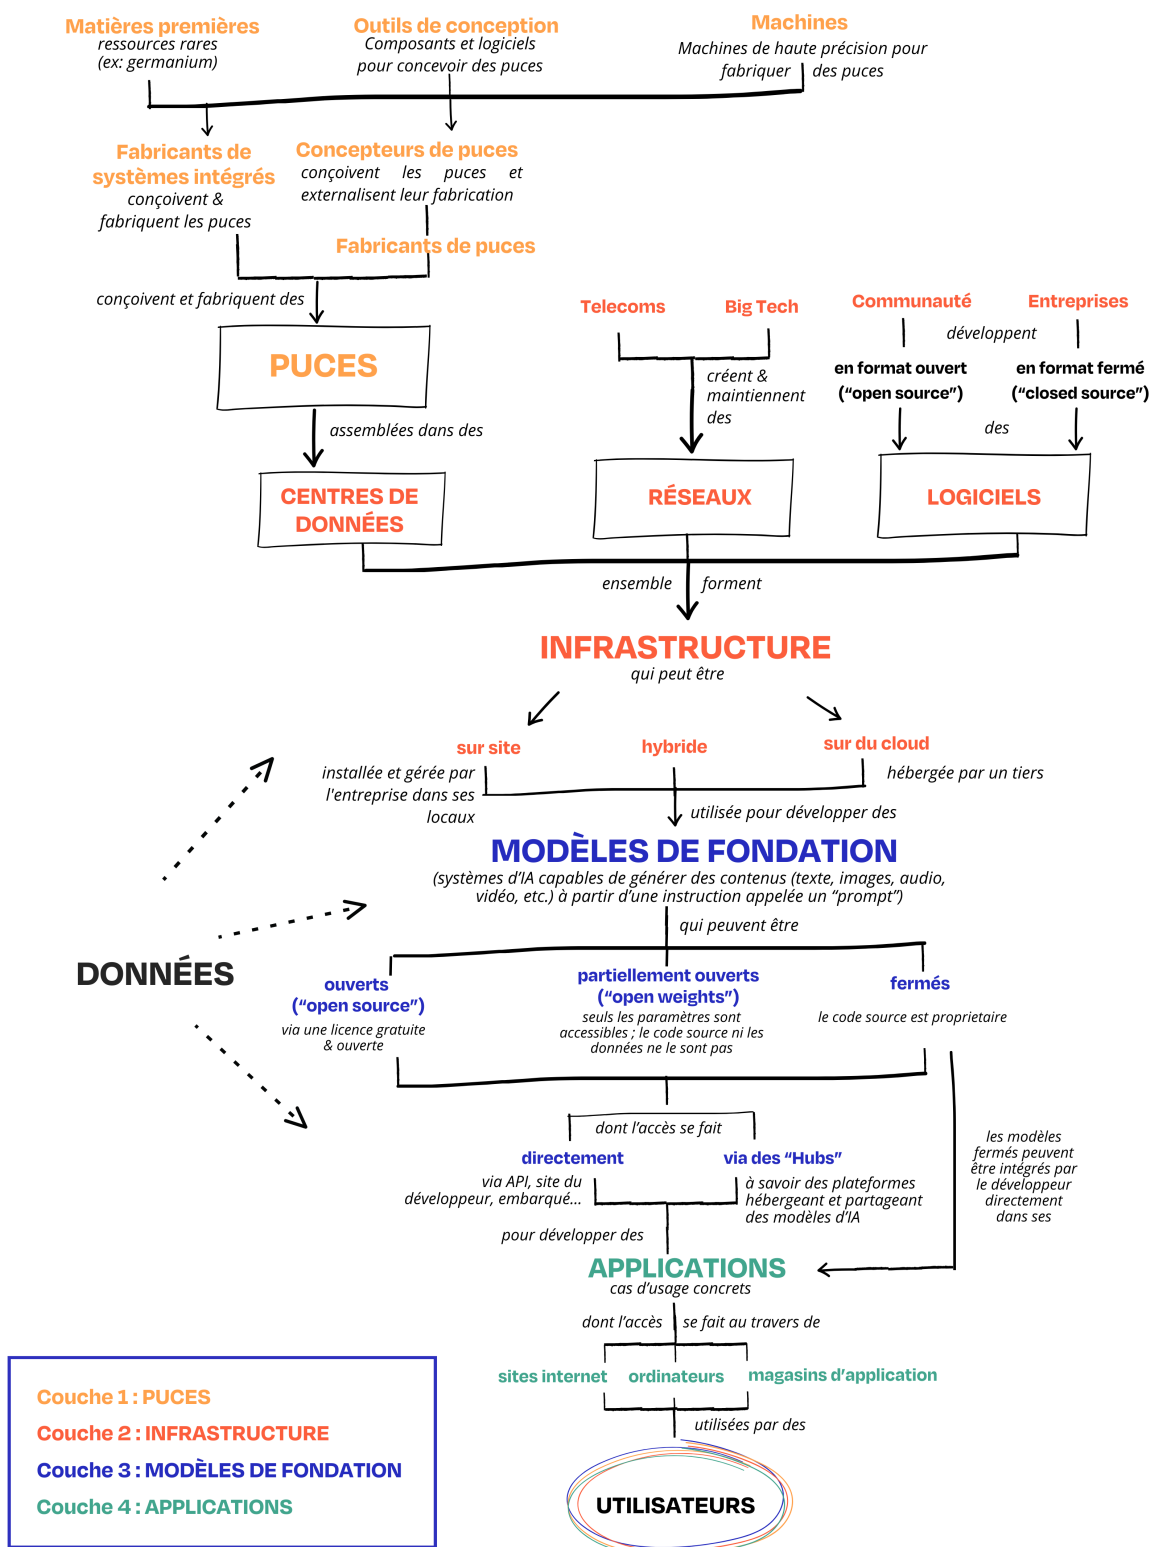 Matières premières
ressources rares
(ex: germanium)
Outils de conception
Composants et logiciels
pour concevoir des puces
Machines
Machines de haute précision pour
fabriquer des puces
Fabricants de
systèmes intégrés
conçoivent &
fabriquent les puces
Concepteurs de puces
conçoivent les puces et
externalisent leur fabrication
Fabricants de puces
conçoivent et fabriquent des
PUCES
assemblées dans des
CENTRES DE
DONNÉES
Telecoms
Big Tech
créent &
maintiennent
des
RÉSEAUX
Communauté
Entreprises
développent
en format ouvert
(“open source”)
en format fermé
(“closed source”)
des
LOGICIELS
ensemble forment
INFRASTRUCTURE
qui peut être
sur site
hybride
sur du cloud
installée et gérée par
l'entreprise dans ses
locaux
hébergée par un tiers
utilisée pour développer des
MODÈLES DE FONDATION
(systèmes d’IA capables de générer des contenus (texte, images, audio,
vidéo, etc.) à partir d’une instruction appelée un “prompt”)
qui peuvent être
DONNÉES
ouverts
(“open source”)
via une licence gratuite
& ouverte
partiellement ouverts
(“open weights”)
seuls les paramètres sont
accessibles ; le code source ni les
données ne le sont pas
fermés
le code source est proprietaire
dont l’accès se fait
directement
via API, site du
développeur, embarqué...
via des “Hubs”
à savoir des plateformes
hébergeant et partageant
des modèles d’IA
les modèles
fermés peuvent
être intégrés par
le développeur
directement
dans ses
pour développer des
APPLICATIONS
cas d’usage concrets
dont l’accès se fait au travers de
sites internet
ordinateurs
magasins d’application
utilisées par des
UTILISATEURS
Couche 1 : PUCES
Couche 2 : INFRASTRUCTURE
Couche 3 : MODÈLES DE FONDATION
Couche 4 : APPLICATIONS